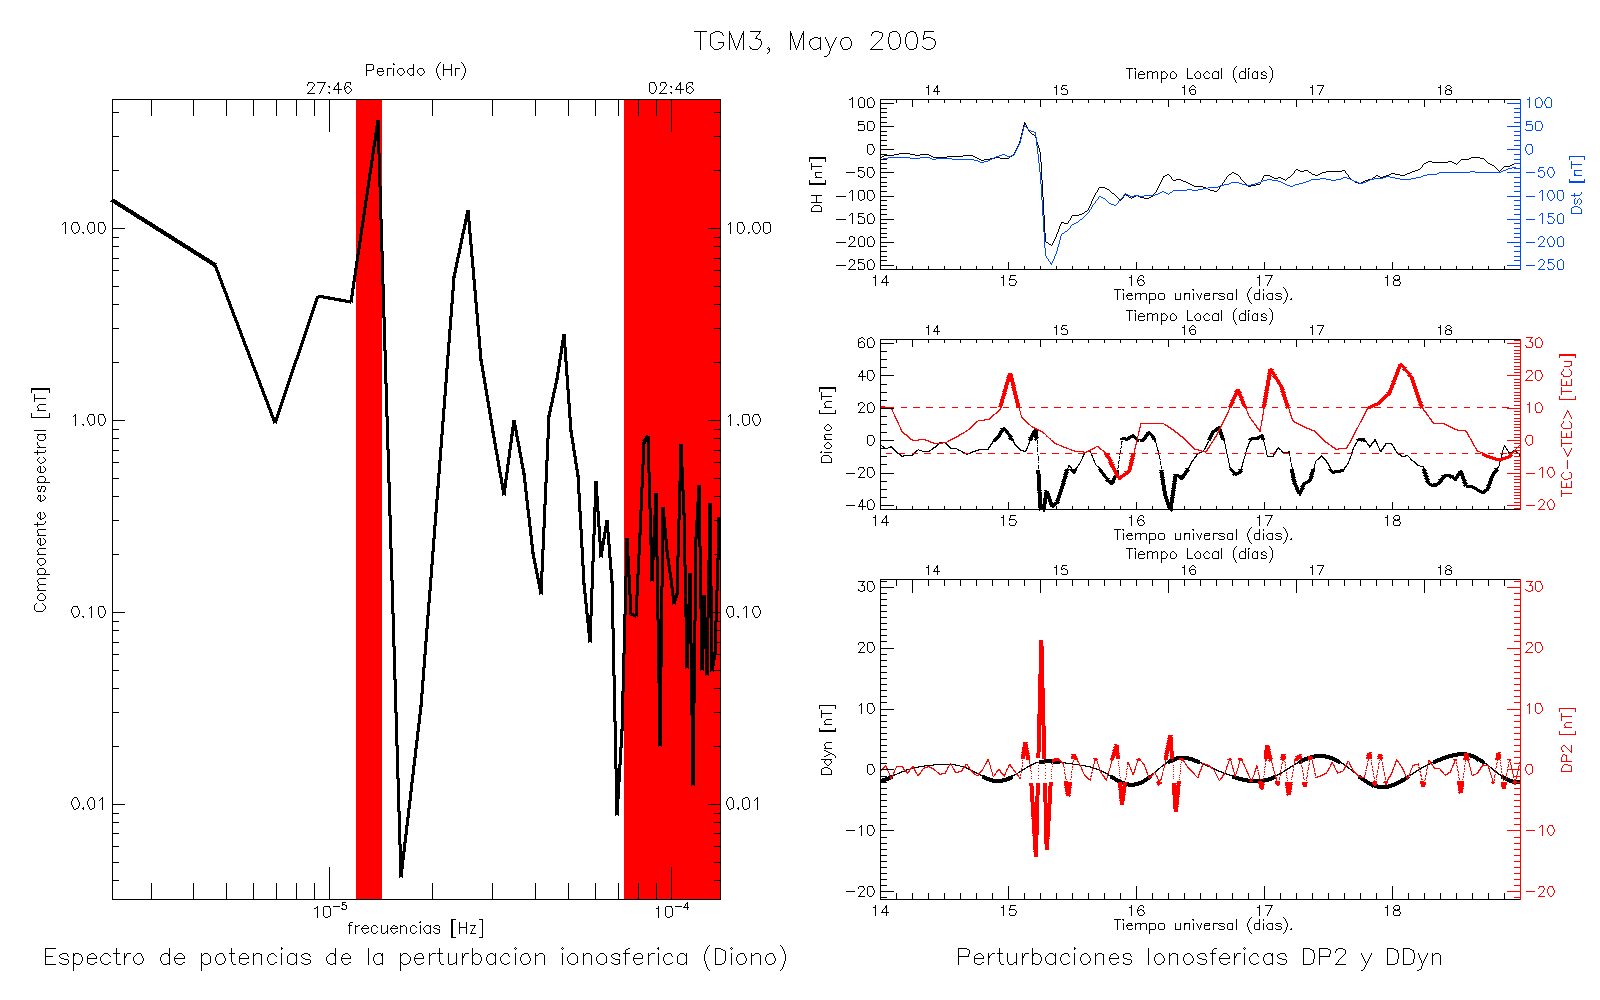 TGM3, Mayo 2005
Periodo (Hr)
27:46 02:46
10.00 10.00
1.00 1.00
0.10 0.10
0.01 0.01
Componente espectral [nT]
10-5 10-4
frecuencias [Hz]
Espectro de potencias de la perturbacion ionosferica (Diono)
Tiempo Local (dias)
14 15 16 17 18
100 100
50 50
0 0
-50 -50
-100 -100
-150 -150
-200 -200
-250 -250
DH [nT]
Dst [nT]
14 15 16 17 18
Tiempo universal (dias).
Tiempo Local (dias)
14 15 16 17 18
60 30
40 20
20 10
0 0
-20 -10
-40 -20
Diono [nT]
TEC-<TEC> [TECu]
14 15 16 17 18
Tiempo universal (dias).
Tiempo Local (dias)
14 15 16 17 18
30 30
20 20
10 10
0 0
-10 -10
-20 -20
Ddyn [nT]
DP2 [nT]
14 15 16 17 18
Tiempo universal (dias).
Perturbaciones Ionosfericas DP2 y DDyn